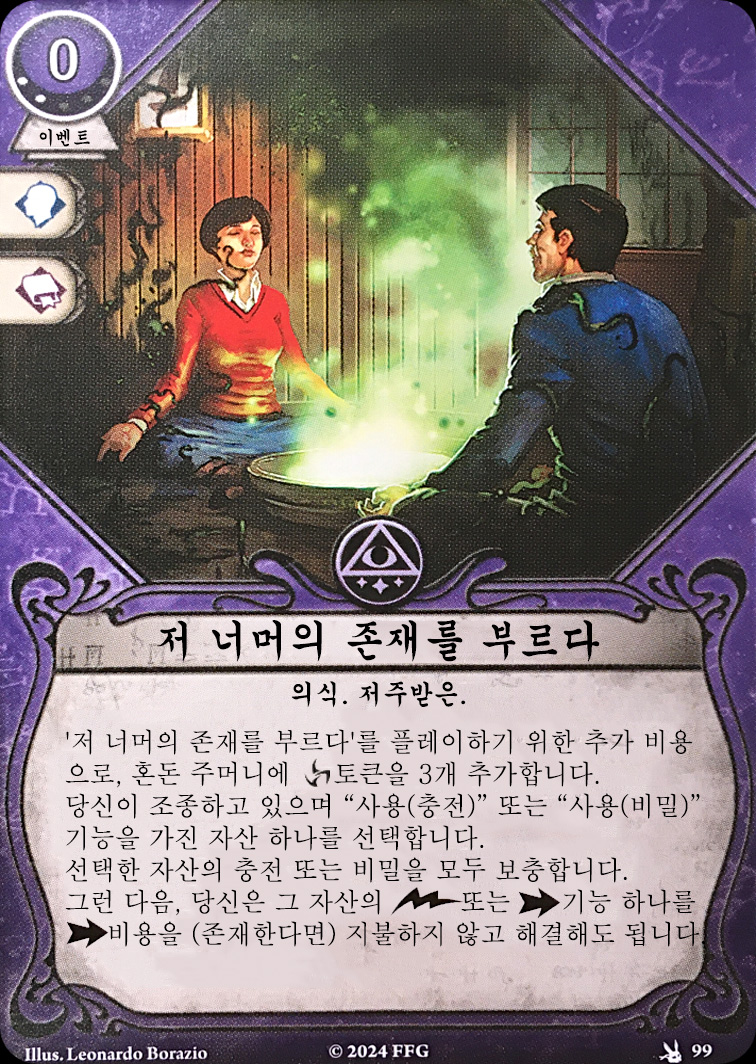 0
이벤트
저 너머의 존재를 부르다
의식. 저주받은.
'저 너머의 존재를 부르다'를 플레이하기 위한 추가 비용
으로, 혼돈 주머니에 토큰을 3개 추가합니다.
당신이 조종하고 있으며 “사용(충전)” 또는 “사용(비밀)”
기능을 가진 자산 하나를 선택합니다.
선택한 자산의 충전 또는 비밀을 모두 보충합니다.
그런 다음, 당신은 그 자산의 또는 기능 하나를
비용을 (존재한다면) 지불하지 않고 해결해도 됩니다.
Illus. Leonardo Borazio
© 2024 FFG
99